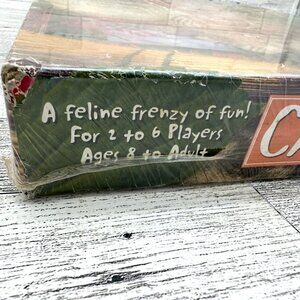 A feline frenzy of fun!
For 2 to 6 Players
Ages 8 to Adult